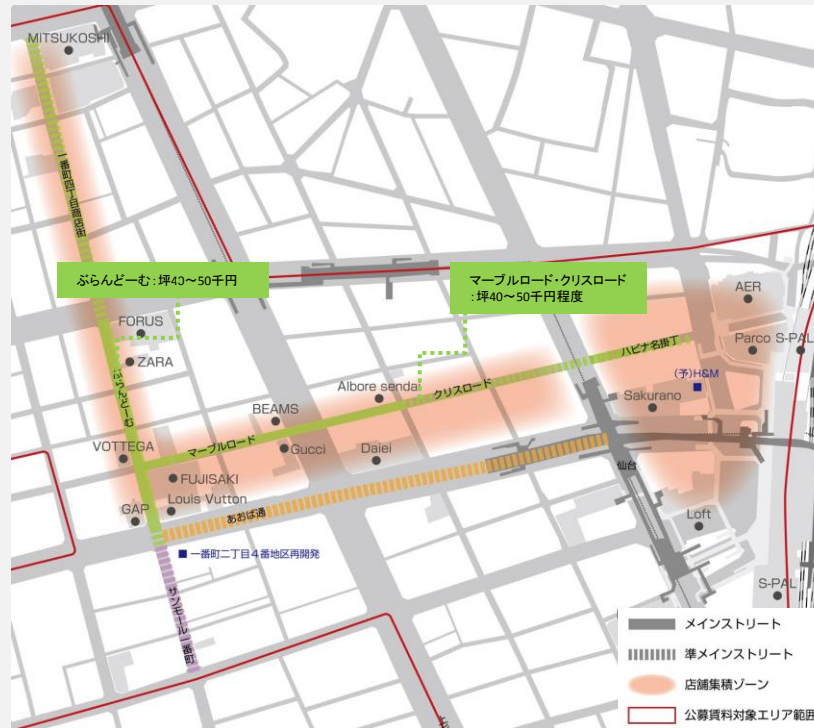 MITSUKOSHI
一番町四丁目商店街
ぶらんどーむ：坪40～50千円
マーブルロード・クリスロード
：坪40～50千円程度
AER
FORUS
Parco
S-PAL
ZARA
ハピナ名掛丁
(予)H&M
ぶらんどーむ
Albore sendai
クリスロード
Sakurano
BEAMS
マーブルロード
VOTTEGA
Gucci
Daiei
仙台
FUJISAKI
Louis Vutton
GAP
あおば通
Loft
一番町二丁目4番地区再開発
サンモール一番町
S-PAL
メインストリート
準メインストリート
店舗集積ゾーン
公募賃料対象エリア範囲